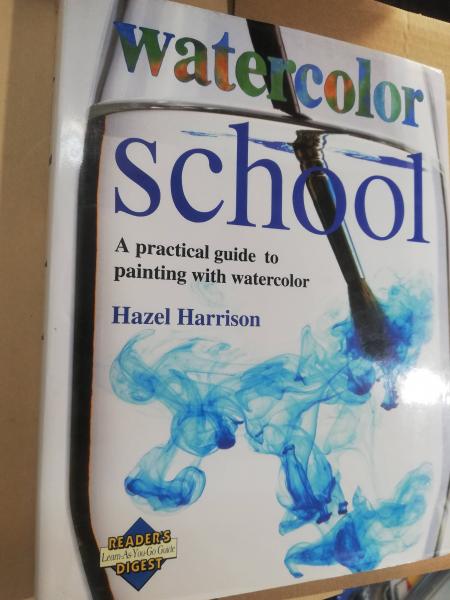 watercolor
school
A practical guide to
painting with watercolor
Hazel Harrison
READER'S
Learn-As-You-Go Guide
DIGEST